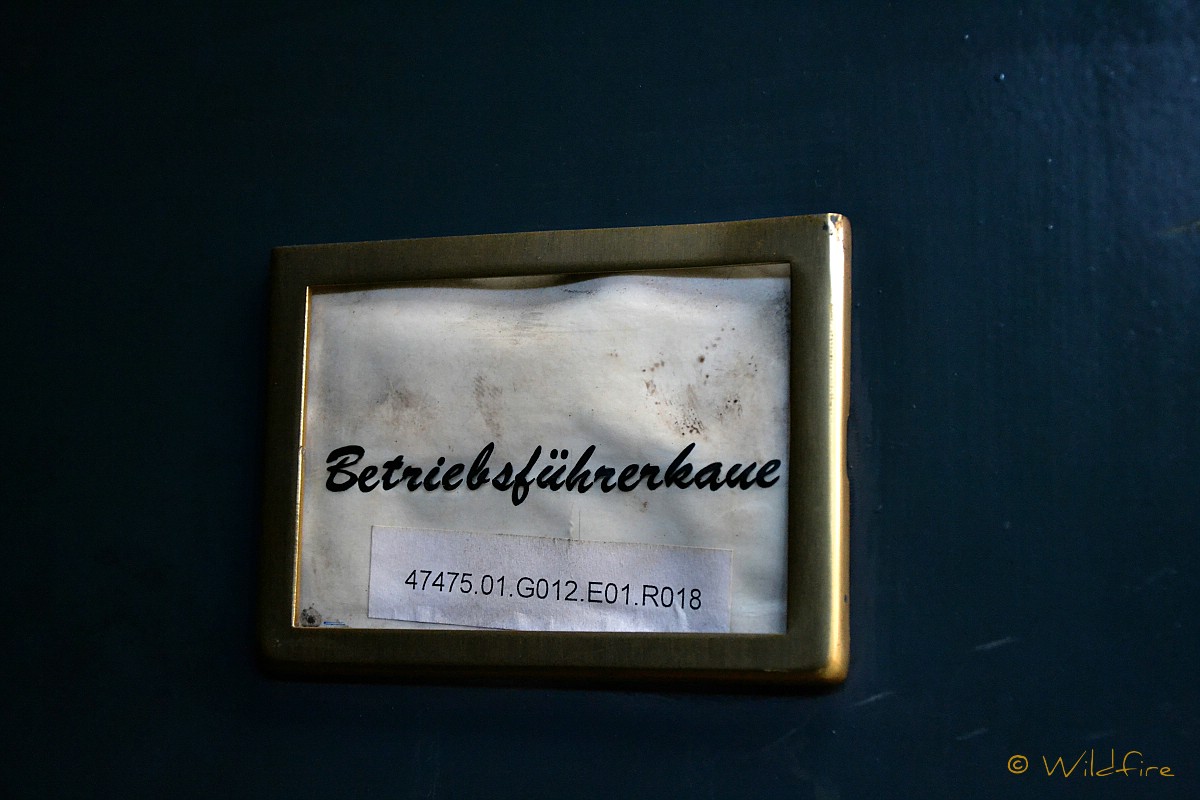 Betriebsführerkaue
47475.01.G012.E01.R018
© Wildfire